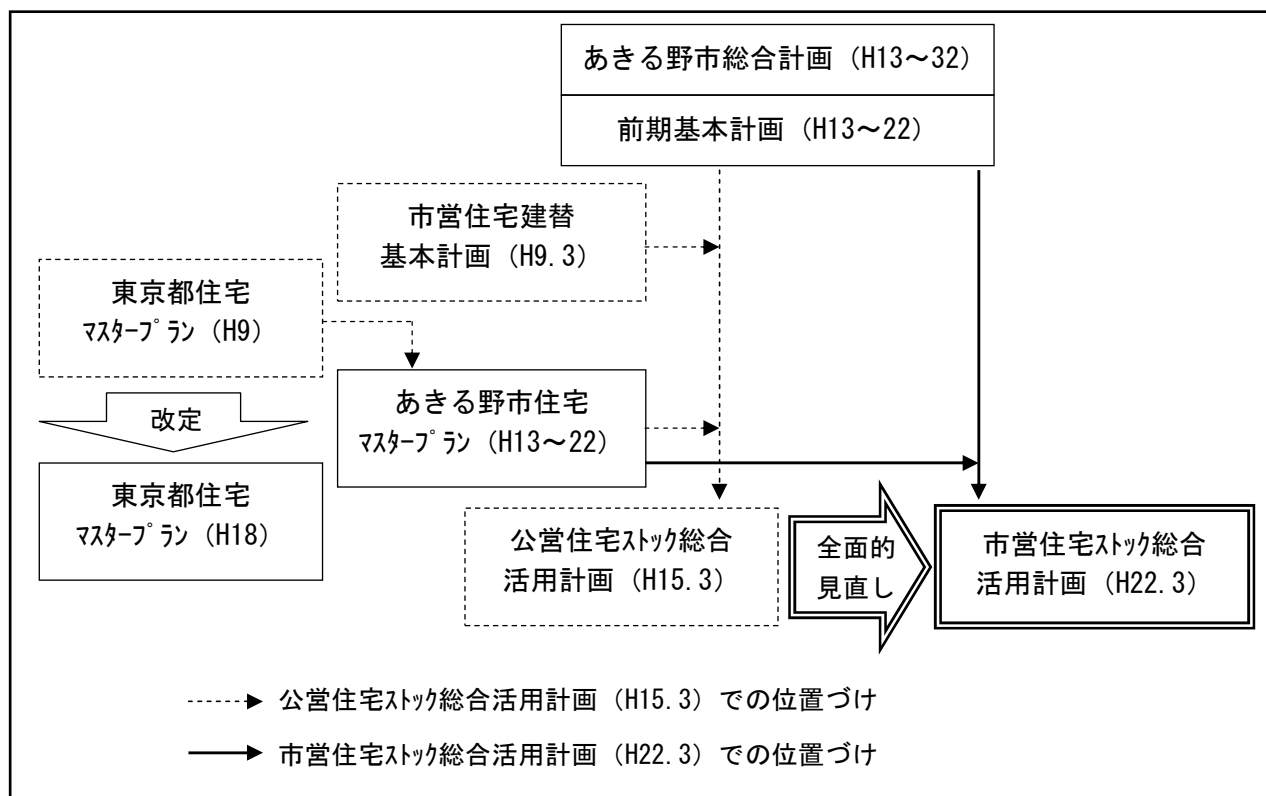 あきる野市総合計画（H13～32）
前期基本計画（H13～22）
市営住宅建替
基本計画（H9.3）
東京都住宅
ﾏｽﾀｰﾌﾟﾗﾝ（H9）
改定
東京都住宅
ﾏｽﾀｰﾌﾟﾗﾝ（H18）
あきる野市住宅
ﾏｽﾀｰﾌﾟﾗﾝ（H13～22）
公営住宅ｽﾄｯｸ総合
活用計画（H15.3）
全面的
見直し
市営住宅ｽﾄｯｸ総合
活用計画（H22.3）
公営住宅ｽﾄｯｸ総合活用計画（H15.3）での位置づけ
市営住宅ｽﾄｯｸ総合活用計画（H22.3）での位置づけ